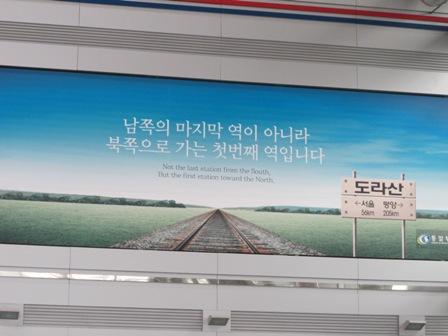 남쪽의 마지막 역이 아니라
북쪽으로 가는 첫번째 역입니다
Not the last station from the South,
But the first station toward the North.
도라산
←서울 평양→
56km 205km